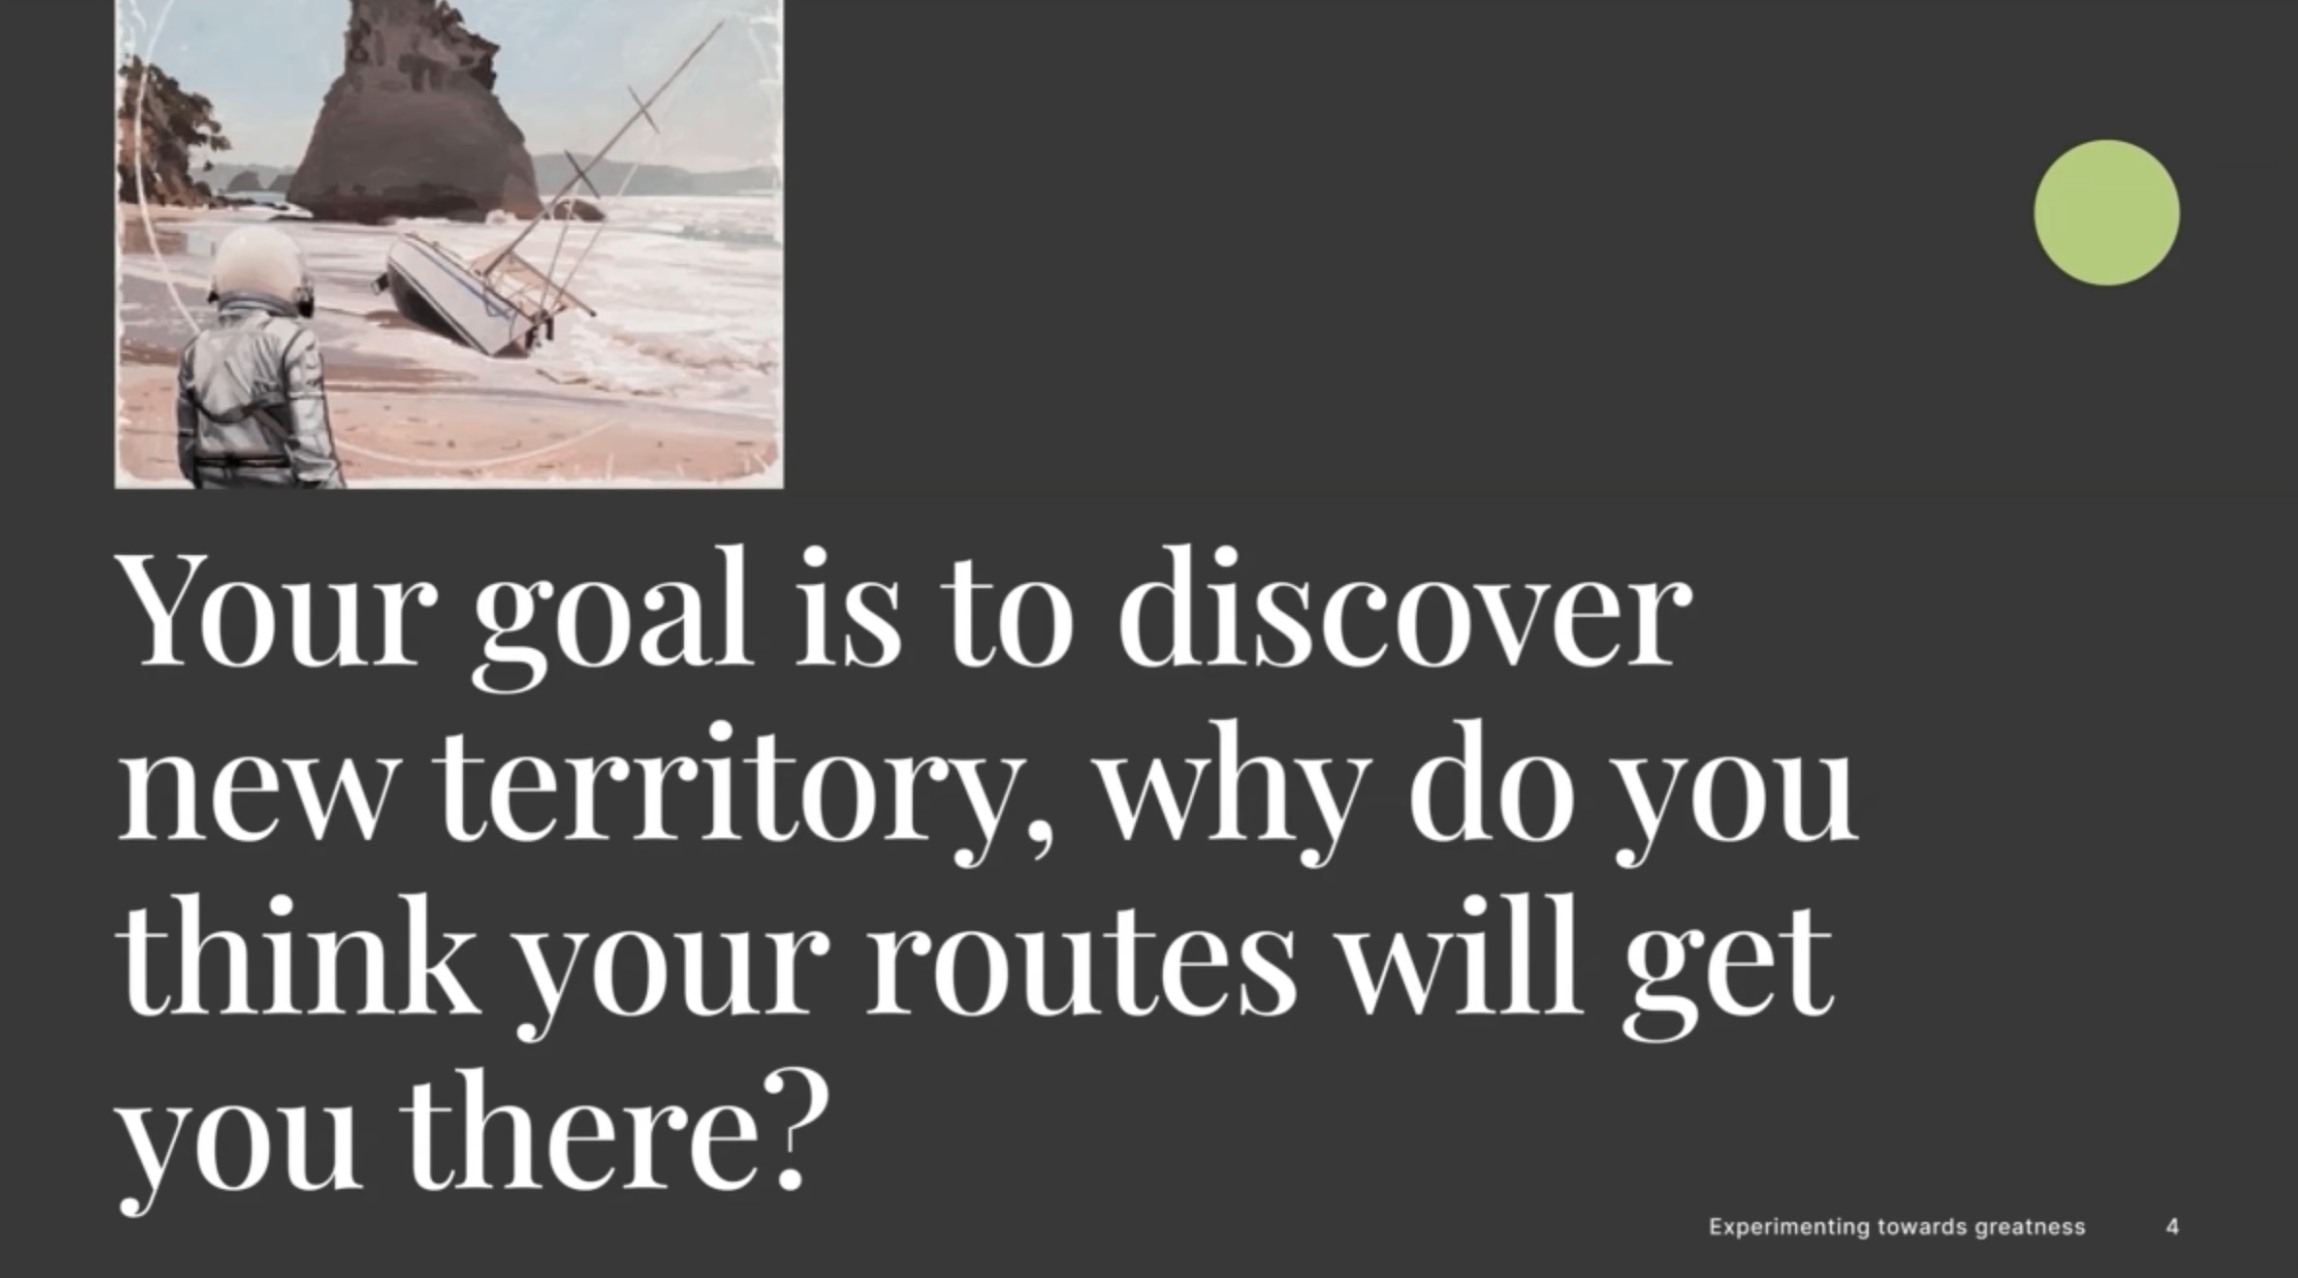 Your goal is to discover
new territory, why do you
think your routes will get
you there?
Experimenting towards greatness 4